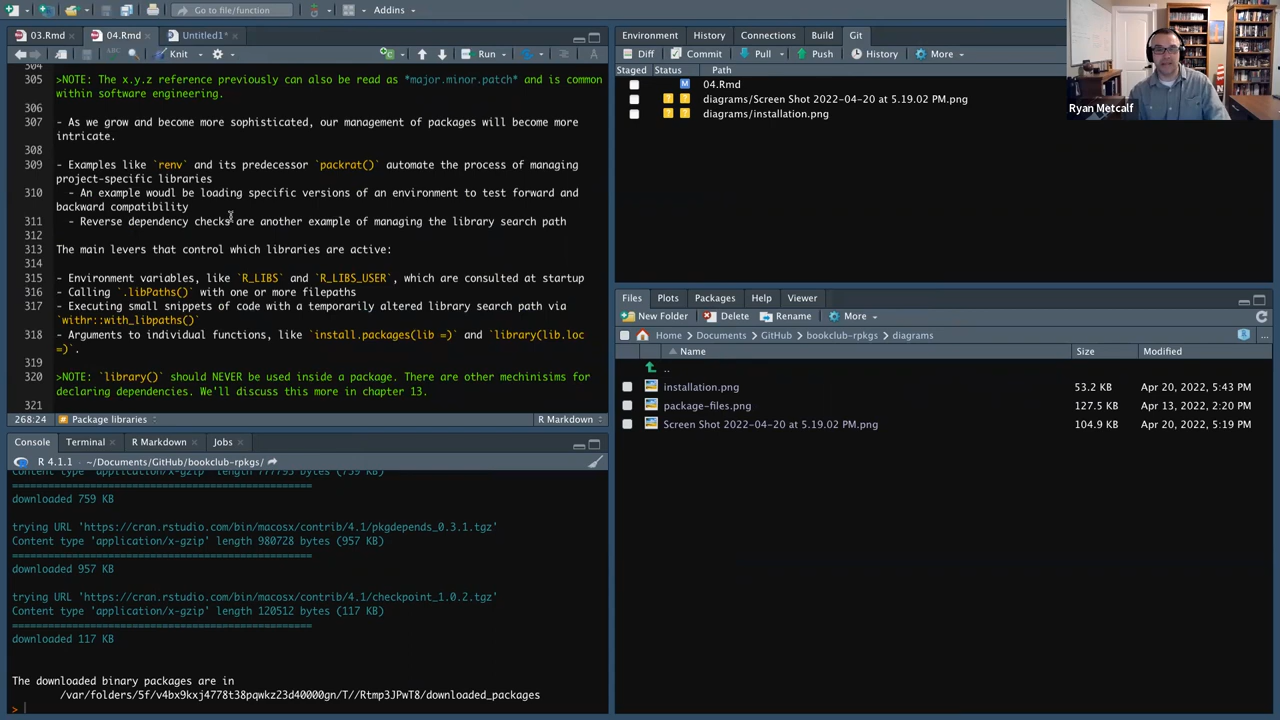 Go to file/function
Addins
03.Rmd
04.Rmd
Untitled1*
Knit
Run
304
305 >NOTE: The x.y.z reference previously can also be read as *major.minor.patch* and is common
within software engineering.
306
307 - As we grow and become more sophisticated, our management of packages will become more
intricate.
308
309 - Examples like `renv` and its predecessor `packrat()` automate the process of managing
project-specific libraries
310 - An example woudl be loading specific versions of an environment to test forward and
backward compatibility
311 - Reverse dependency checks are another example of managing the library search path
312
313 The main levers that control which libraries are active:
314
315 - Environment variables, like `R_LIBS` and `R_LIBS_USER`, which are consulted at startup
316 - Calling `.libPaths()` with one or more filepaths
317 - Executing small snippets of code with a temporarily altered library search path via
`withr::with_libpaths()`
318 - Arguments to individual functions, like `install.packages(lib =)` and `library(lib.loc
=)`.
319
320 >NOTE: `library()` should NEVER be used inside a package. There are other mechinisims for
declaring dependencies. We'll discuss this more in chapter 13.
321
268:24 Package libraries R Markdown
Console Terminal R Markdown Jobs
R 4.1.1 · ~/Documents/GitHub/bookclub-rpkgs/
Content type 'application/x-gzip' length 777795 bytes (759 KB)
==================================================
downloaded 759 KB
trying URL 'https://cran.rstudio.com/bin/macosx/contrib/4.1/pkgdepends_0.3.1.tgz'
Content type 'application/x-gzip' length 980728 bytes (957 KB)
==================================================
downloaded 957 KB
trying URL 'https://cran.rstudio.com/bin/macosx/contrib/4.1/checkpoint_1.0.2.tgz'
Content type 'application/x-gzip' length 120512 bytes (117 KB)
==================================================
downloaded 117 KB
The downloaded binary packages are in
/var/folders/5f/v4bx9kxj4778t38pqwkz23d40000gn/T//Rtmp3JPwT8/downloaded_packages
>
Environment History Connections Build Git
Diff Commit Pull Push History More
Staged Status Path
M 04.Rmd
? ? diagrams/Screen Shot 2022-04-20 at 5.19.02 PM.png
? ? diagrams/installation.png
Files Plots Packages Help Viewer
New Folder Delete Rename More
Home Documents GitHub bookclub-rpkgs diagrams
Name Size Modified
..
installation.png 53.2 KB Apr 20, 2022, 5:43 PM
package-files.png 127.5 KB Apr 13, 2022, 2:20 PM
Screen Shot 2022-04-20 at 5.19.02 PM.png 104.9 KB Apr 20, 2022, 5:19 PM
Ryan Metcalf